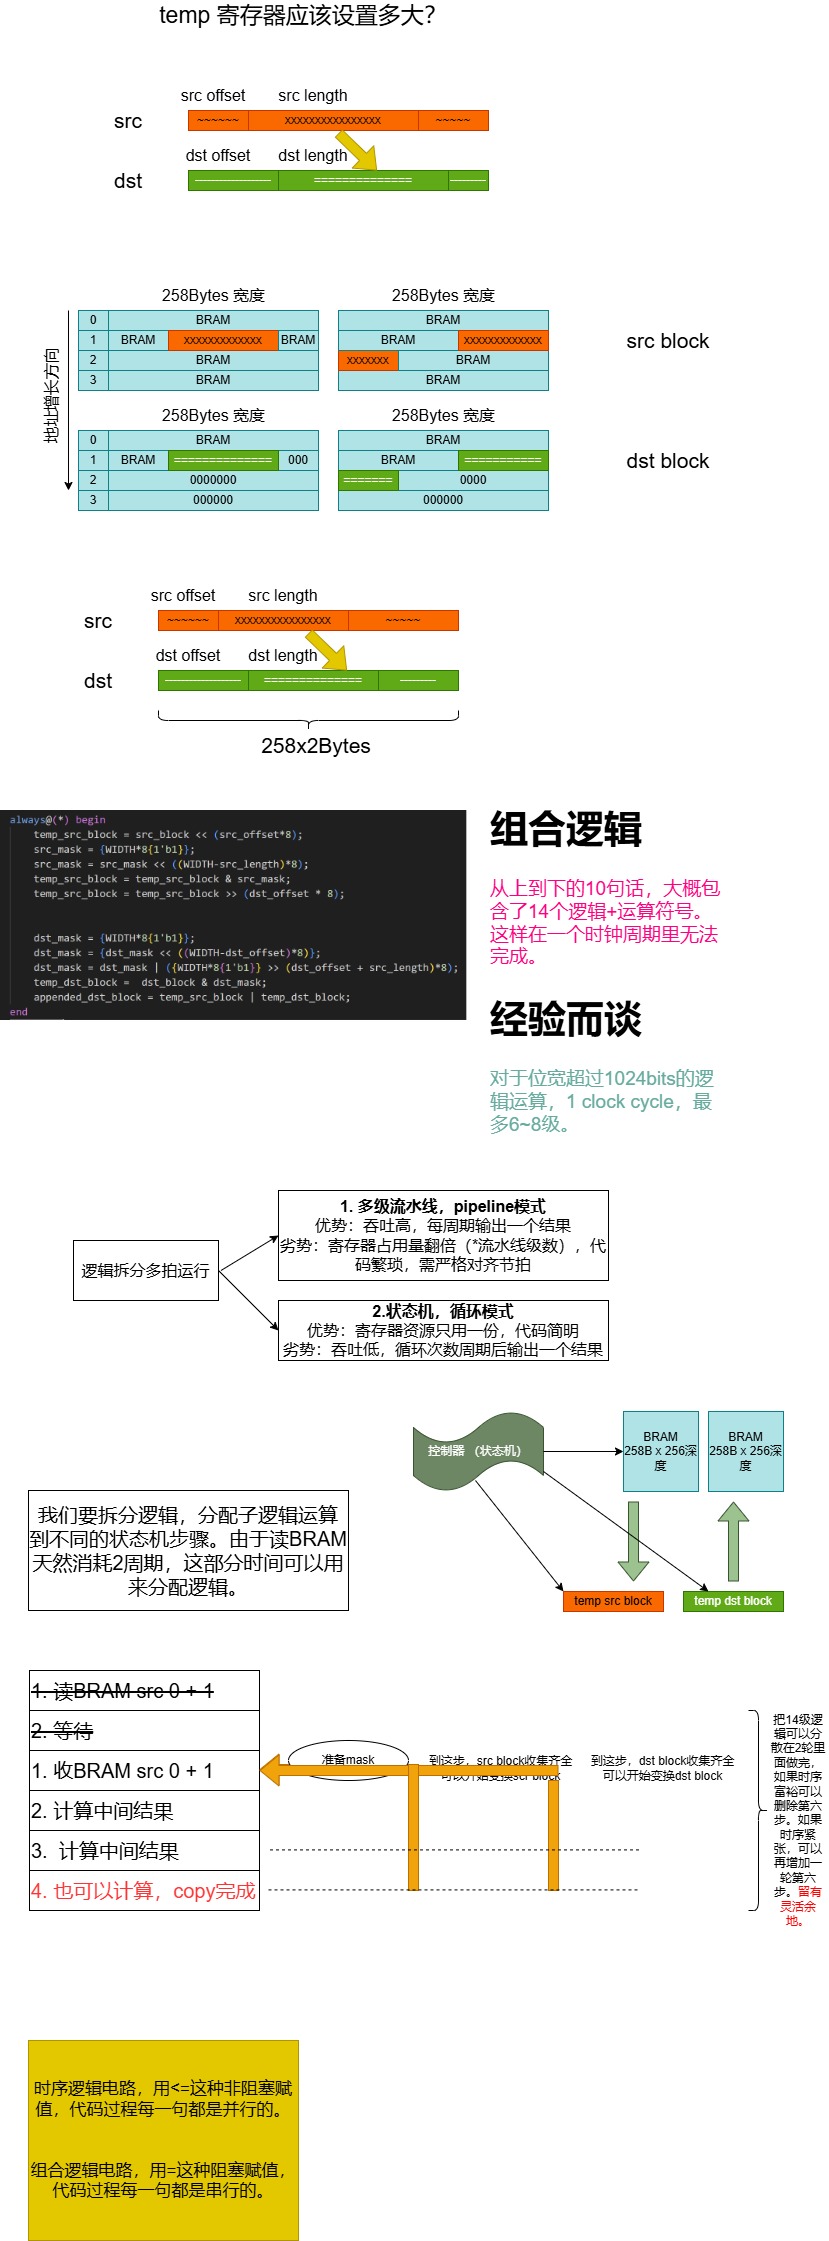 temp 寄存器应该设置多大?
src offset
src length
src
~~~~~~
xxxxxxxxxxxxxxxx
~~~~~
dst offset
dst length
dst
==============
258Bytes 宽度
258Bytes 宽度
地址增长方向
0
BRAM
BRAM
1
BRAM
xxxxxxxxxxxxx
BRAM
BRAM
xxxxxxxxxxxxx
2
BRAM
xxxxxxx
BRAM
3
BRAM
BRAM
src block
258Bytes 宽度
258Bytes 宽度
0
BRAM
BRAM
1
BRAM
==============
000
BRAM
===========
2
0000000
=======
0000
3
000000
000000
dst block
src offset
src length
src
~~~~~~
xxxxxxxxxxxxxxxx
~~~~~
dst offset
dst length
dst
==============
258x2Bytes
always@(*) begin
temp_src_block = src_block << (src_offset*8);
src_mask = {WIDTH*8{1'b1}};
src_mask = src_mask << ((WIDTH-src_length)*8);
temp_src_block = temp_src_block & src_mask;
temp_src_block = temp_src_block >> (dst_offset * 8);
dst_mask = {WIDTH*8{1'b1}};
dst_mask = {dst_mask << ((WIDTH-dst_offset)*8)};
dst_mask = dst_mask | ({WIDTH*8{1'b1}} >> (dst_offset + src_length)*8);
temp_dst_block =  dst_block & dst_mask;
appended_dst_block = temp_src_block | temp_dst_block;
end
组合逻辑
从上到下的10句话，大概包
含了14个逻辑+运算符号。
这样在一个时钟周期里无法
完成。
经验而谈
对于位宽超过1024bits的逻
辑运算，1 clock cycle，最
多6~8级。
逻辑拆分多拍运行
1. 多级流水线，pipeline模式
优势：吞吐高，每周期输出一个结果
劣势：寄存器占用量翻倍（*流水线级数），代
码繁琐，需严格对齐节拍
2.状态机，循环模式
优势：寄存器资源只用一份，代码简明
劣势：吞吐低，循环次数周期后输出一个结果
控制器 （状态机）
BRAM
258B x 256深
度
BRAM
258B x 256深
度
temp src block
temp dst block
我们要拆分逻辑，分配子逻辑运算
到不同的状态机步骤。由于读BRAM
天然消耗2周期，这部分时间可以用
来分配逻辑。
1. 读BRAM src 0 + 1
2. 等待
1. 收BRAM src 0 + 1
2. 计算中间结果
3.  计算中间结果
4. 也可以计算，copy完成
准备mask
到这步，src block收集齐全
可以开始变换scr block
到这步，dst block收集齐全
可以开始变换dst block
把14级逻
辑可以分
散在2轮里
面做完，
如果时序
富裕可以
删除第六
步。如果
时序紧
张，可以
再增加一
轮第六
步。留有
灵活余
地。
时序逻辑电路，用<=这种非阻塞赋
值，代码过程每一句都是并行的。
组合逻辑电路，用=这种阻塞赋值，
代码过程每一句都是串行的。